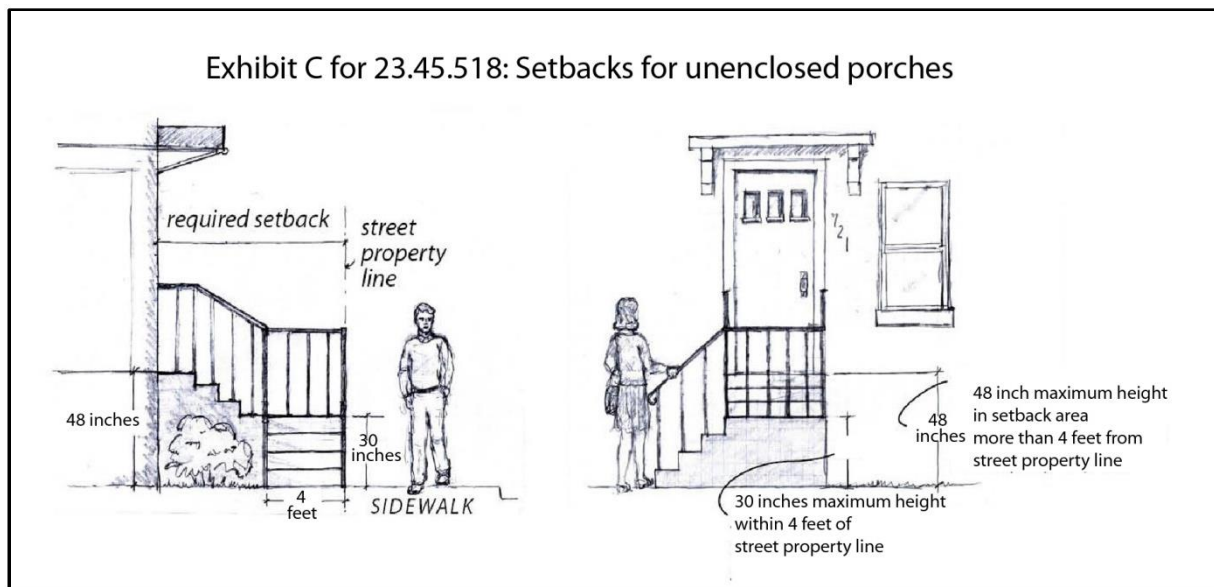 Exhibit C for 23.45.518: Setbacks for unenclosed porches
required setback
street
property
line
48 inches
30
inches
4
feet
SIDEWALK
721
48
inches
48 inch maximum height
in setback area
more than 4 feet from
street property line
30 inches maximum height
within 4 feet of
street property line